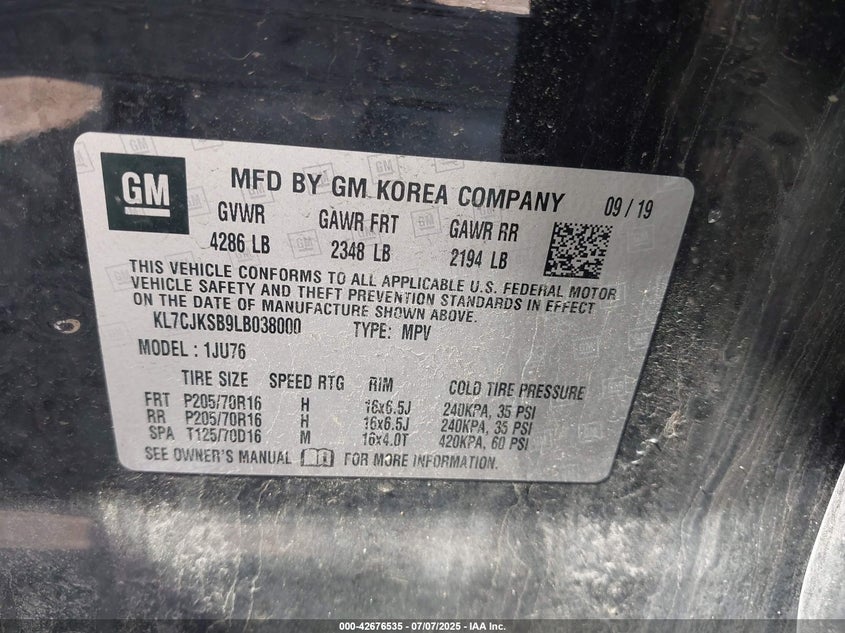 GM
MFD BY GM KOREA COMPANY 09 / 19
GVWR GAWR FRT GAWR RR
4286 LB 2348 LB 2194 LB
THIS VEHICLE CONFORMS TO ALL APPLICABLE U.S. FEDERAL MOTOR
VEHICLE SAFETY AND THEFT PREVENTION STANDARDS IN EFFECT
ON THE DATE OF MANUFACTURE SHOWN ABOVE.
KL7CJKSB9LB038000 TYPE: MPV
MODEL : 1JU76
TIRE SIZE SPEED RTG RIM COLD TIRE PRESSURE
FRT P205/70R16 H 16x6.5J 240KPA, 35 PSI
RR P205/70R16 H 16x6.5J 240KPA, 35 PSI
SPA T125/70D16 M 16x4.0T 420KPA, 60 PSI
SEE OWNER'S MANUAL FOR MORE INFORMATION.
000-42676535 - 07/07/2025 - IAA Inc.